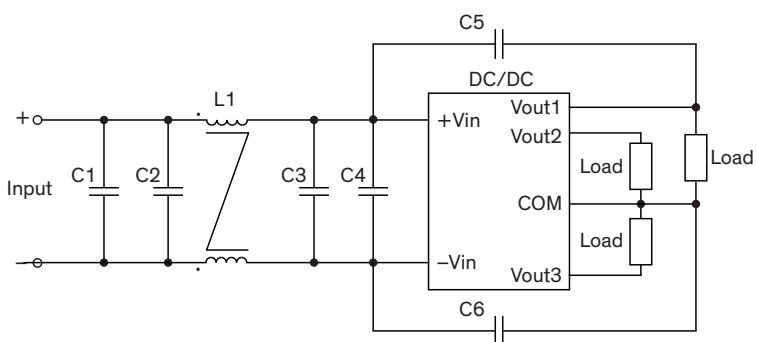 C5
DC/DC
L1
+
+Vin
Vout1
Vout2
Load
Load
Input
C1
C2
C3
C4
COM
Load
–
–Vin
Vout3
C6